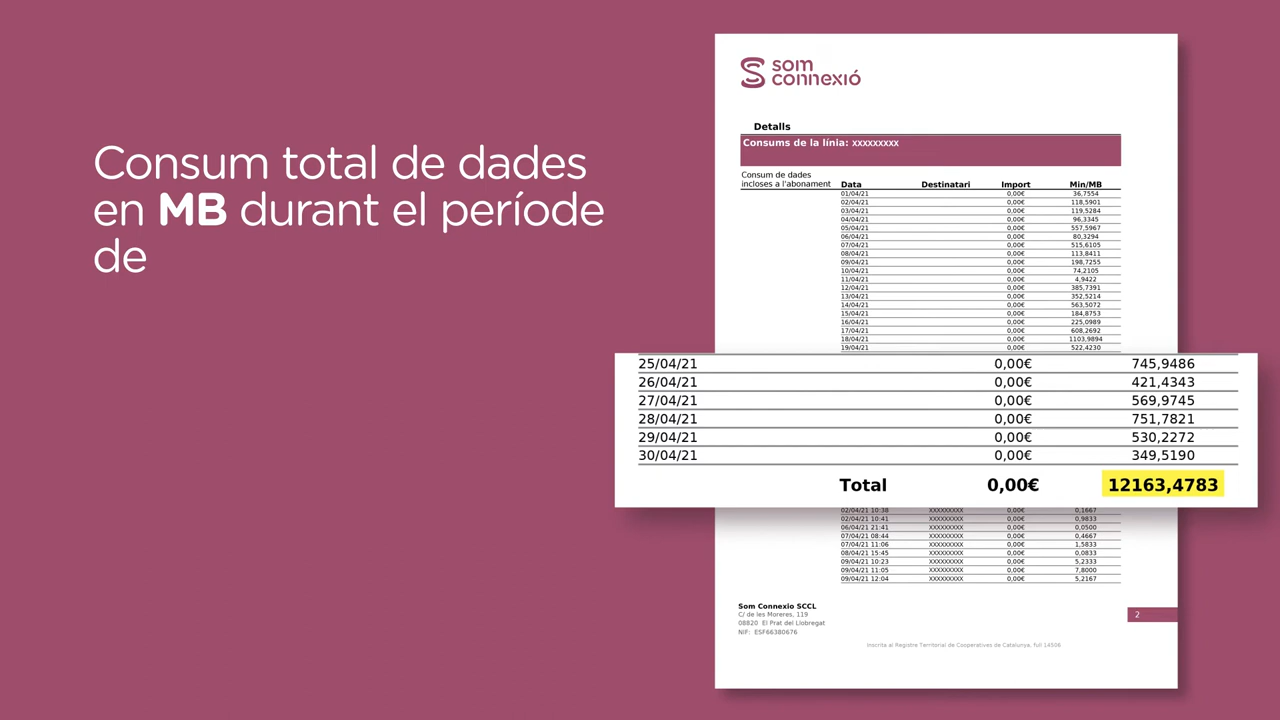 Consum total de dades
en MB durant el període
de
som
connexió
Detalls
Consums de la línia: XXXXXXXXX
Consum de dades
incloses a l'abonament Data Destinatari Import Min/MB
01/04/21 0,00€ 36,7554
02/04/21 0,00€ 118,5901
03/04/21 0,00€ 119,5284
04/04/21 0,00€ 96,3345
05/04/21 0,00€ 557,5967
06/04/21 0,00€ 80,3294
07/04/21 0,00€ 515,6105
08/04/21 0,00€ 113,8411
09/04/21 0,00€ 198,7255
10/04/21 0,00€ 74,2105
11/04/21 0,00€ 4,9422
12/04/21 0,00€ 385,7391
13/04/21 0,00€ 352,5214
14/04/21 0,00€ 563,5072
15/04/21 0,00€ 184,8753
16/04/21 0,00€ 225,0989
17/04/21 0,00€ 608,2692
18/04/21 0,00€ 1103,9894
19/04/21 0,00€ 522,4230
25/04/21 0,00€ 745,9486
26/04/21 0,00€ 421,4343
27/04/21 0,00€ 569,9745
28/04/21 0,00€ 751,7821
29/04/21 0,00€ 530,2272
30/04/21 0,00€ 349,5190
Total 0,00€ 12163,4783
02/04/21 10:38 XXXXXXXXX 0,00€ 0,1667
02/04/21 10:41 XXXXXXXXX 0,00€ 0,9833
06/04/21 21:41 XXXXXXXXX 0,00€ 0,0500
07/04/21 08:44 XXXXXXXXX 0,00€ 0,4667
07/04/21 11:06 XXXXXXXXX 0,00€ 1,5833
08/04/21 15:45 XXXXXXXXX 0,00€ 0,0833
09/04/21 10:23 XXXXXXXXX 0,00€ 5,2333
09/04/21 11:05 XXXXXXXXX 0,00€ 7,8000
09/04/21 12:04 XXXXXXXXX 0,00€ 5,2167
Som Connexio SCCL
C/ de les Moreres, 119
08820 El Prat del Llobregat
NIF: ESF66380676
2
Inscrita al Registre Territorial de Cooperatives de Catalunya, full 14506